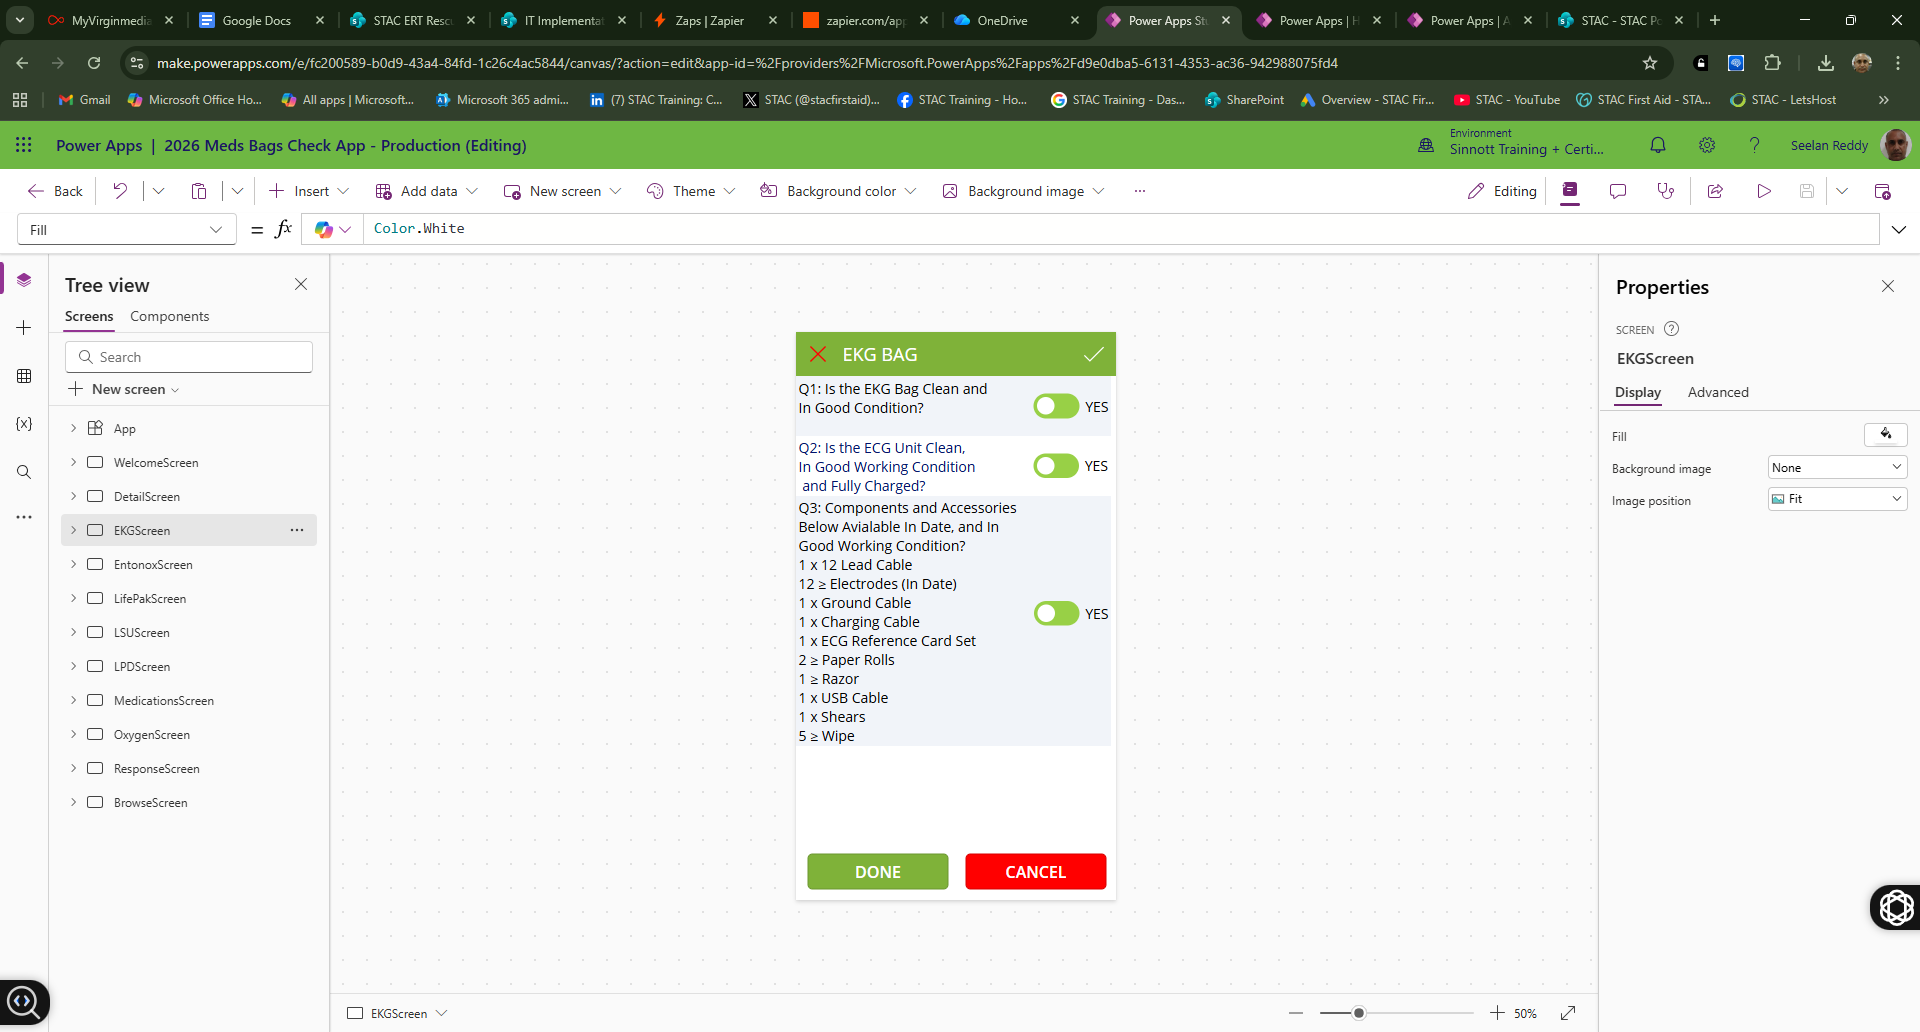 MyVirginmedia
Google Docs
STAC ERT Resc
IT Implementat
Zaps | Zapier
zapier.com/app
OneDrive
Power Apps Stu
Power Apps | H
Power Apps | A
STAC - STAC Po
make.powerapps.com/e/fc200589-b0d9-43a4-84fd-1c26c4ac5844/canvas/?action=edit&app-id=%2Fproviders%2FMicrosoft.PowerApps%2Fapps%2Fd9e0dba5-6131-4353-ac36-942988075fd4
Gmail
Microsoft Office Ho...
All apps | Microsoft...
Microsoft 365 admi...
(7) STAC Training: C...
STAC (@stacfirstaid)...
STAC Training - Ho...
STAC Training - Das...
SharePoint
Overview - STAC Fir...
STAC - YouTube
STAC First Aid - STA...
STAC - LetsHost
Power Apps | 2026 Meds Bags Check App - Production (Editing)
Environment
Sinnott Training + Certi...
Seelan Reddy
Back
Insert
Add data
New screen
Theme
Background color
Background image
Editing
Fill
= fx
Color.White
Tree view
Screens
Components
Search
New screen
App
WelcomeScreen
DetailScreen
EKGScreen
EntonoxScreen
LifePakScreen
LSUScreen
LPDScreen
MedicationsScreen
OxygenScreen
ResponseScreen
BrowseScreen
EKG BAG
Q1: Is the EKG Bag Clean and
In Good Condition?
YES
Q2: Is the ECG Unit Clean,
In Good Working Condition
and Fully Charged?
YES
Q3: Components and Accessories
Below Avialable In Date, and In
Good Working Condition?
1 x 12 Lead Cable
12 ≥ Electrodes (In Date)
1 x Ground Cable
1 x Charging Cable
1 x ECG Reference Card Set
2 ≥ Paper Rolls
1 ≥ Razor
1 x USB Cable
1 x Shears
5 ≥ Wipe
YES
DONE
CANCEL
Properties
SCREEN
EKGScreen
Display
Advanced
Fill
Background image
None
Image position
Fit
EKGScreen
50%